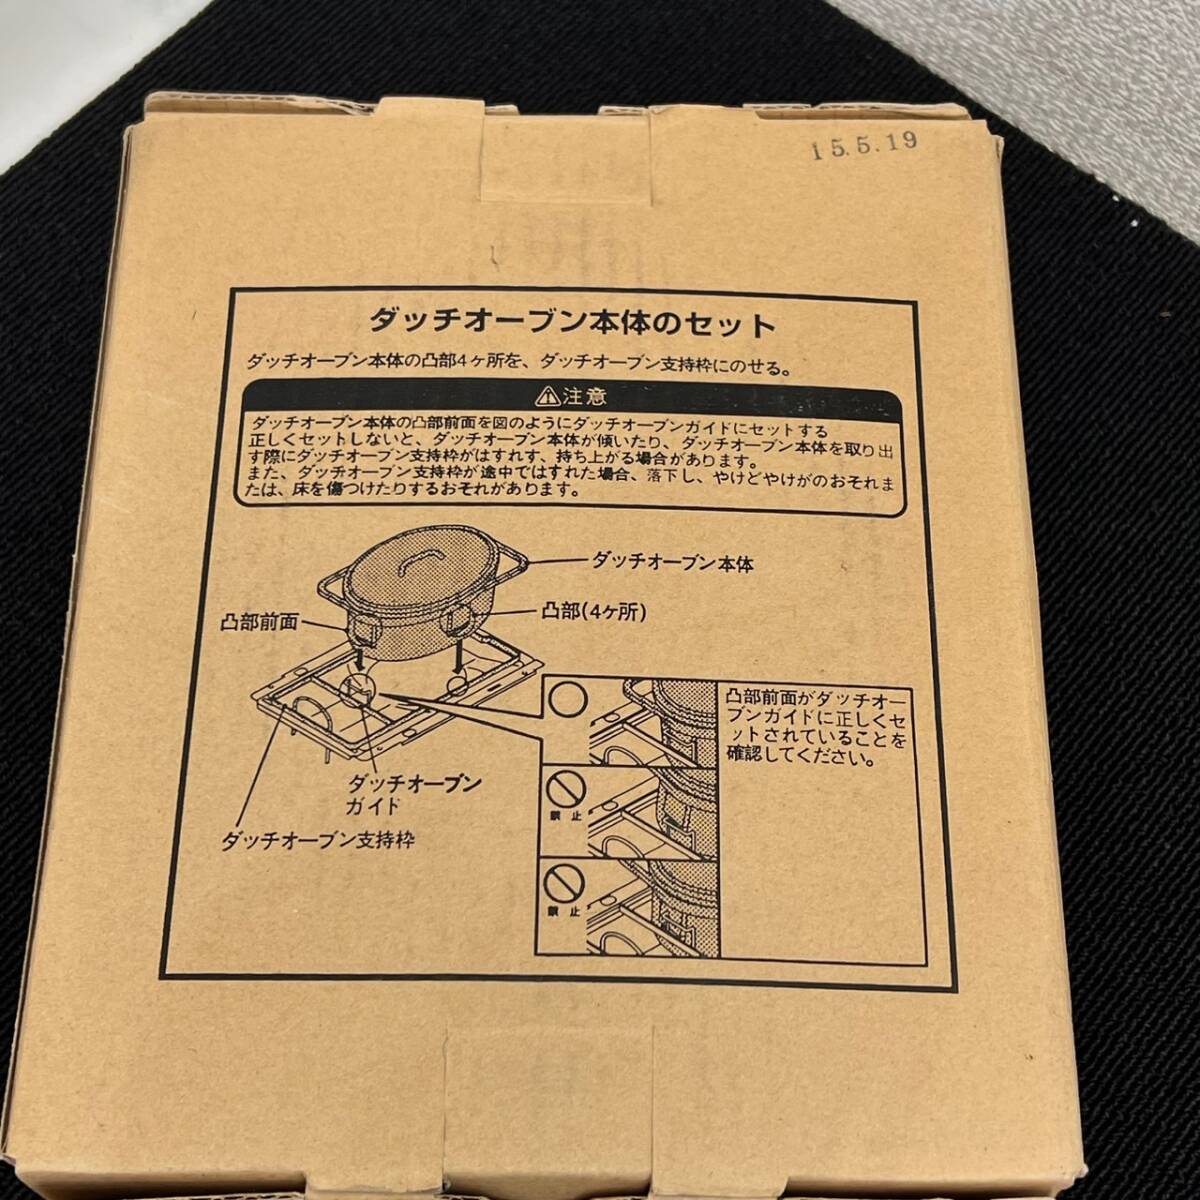 15.5.19
ダッチオーブン本体のセット
ダッチオーブン本体の凸部4ヶ所を、ダッチオーブン支持枠にのせる。
注意
ダッチオーブン本体の凸部前面を図のようにダッチオーブンガイドにセットする
正しくセットしないと、ダッチオーブン本体が傾いたり、ダッチオーブン本体を取り出
す際にダッチオーブン支持枠がはすれす、持ち上がる場合があります。
また、ダッチオーブン支持枠が途中ではすれた場合、落下し、やけどやけがのおそれま
たは、床を傷つけたりするおそれがあります。
ダッチオーブン本体
凸部前面
凸部(4ケ所)
凸部前面がダッチオー
ブンガイドに正しくセ
ットされていることを
確認してください。
ダッチオーブン
ガイド
ダッチオーブン支持枠
禁止
禁止